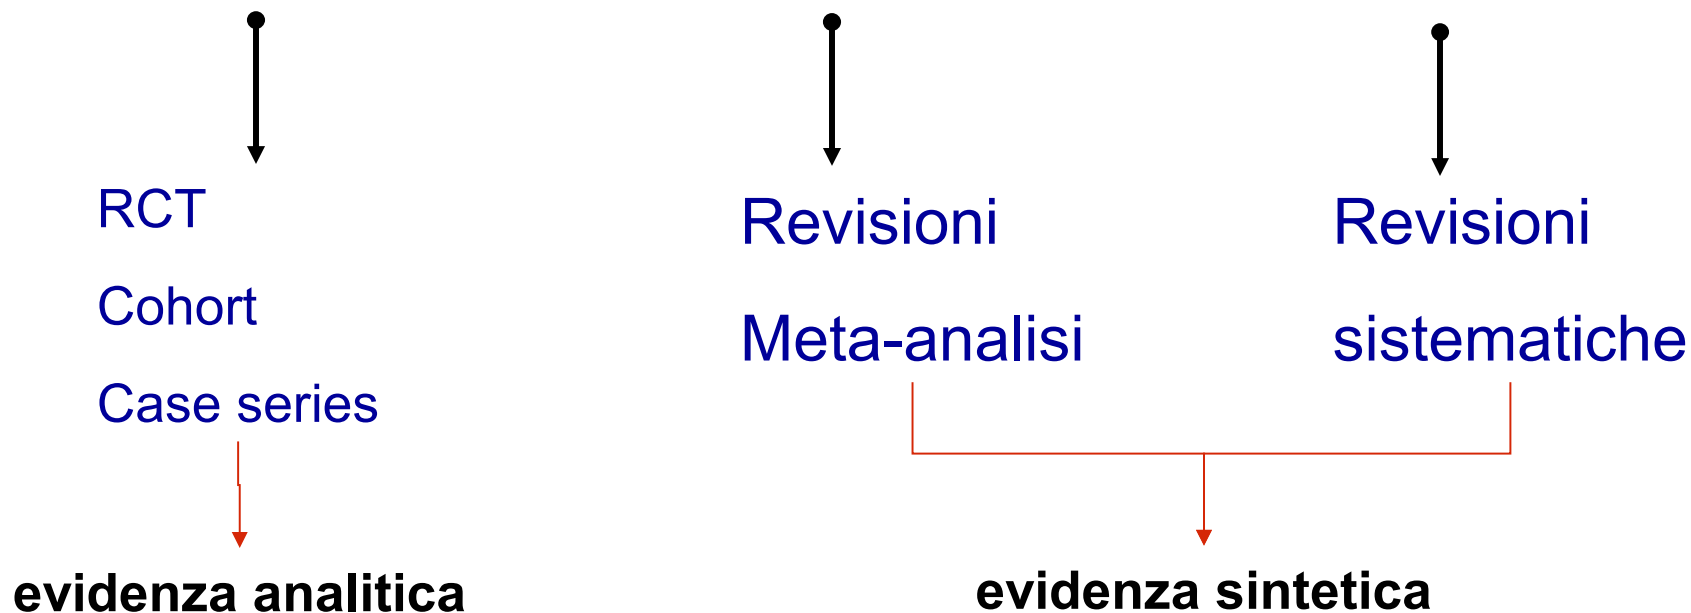 RCT
Cohort
Case series
evidenza analitica
Revisioni
Meta-analisi
Revisioni
sistematiche
evidenza sintetica